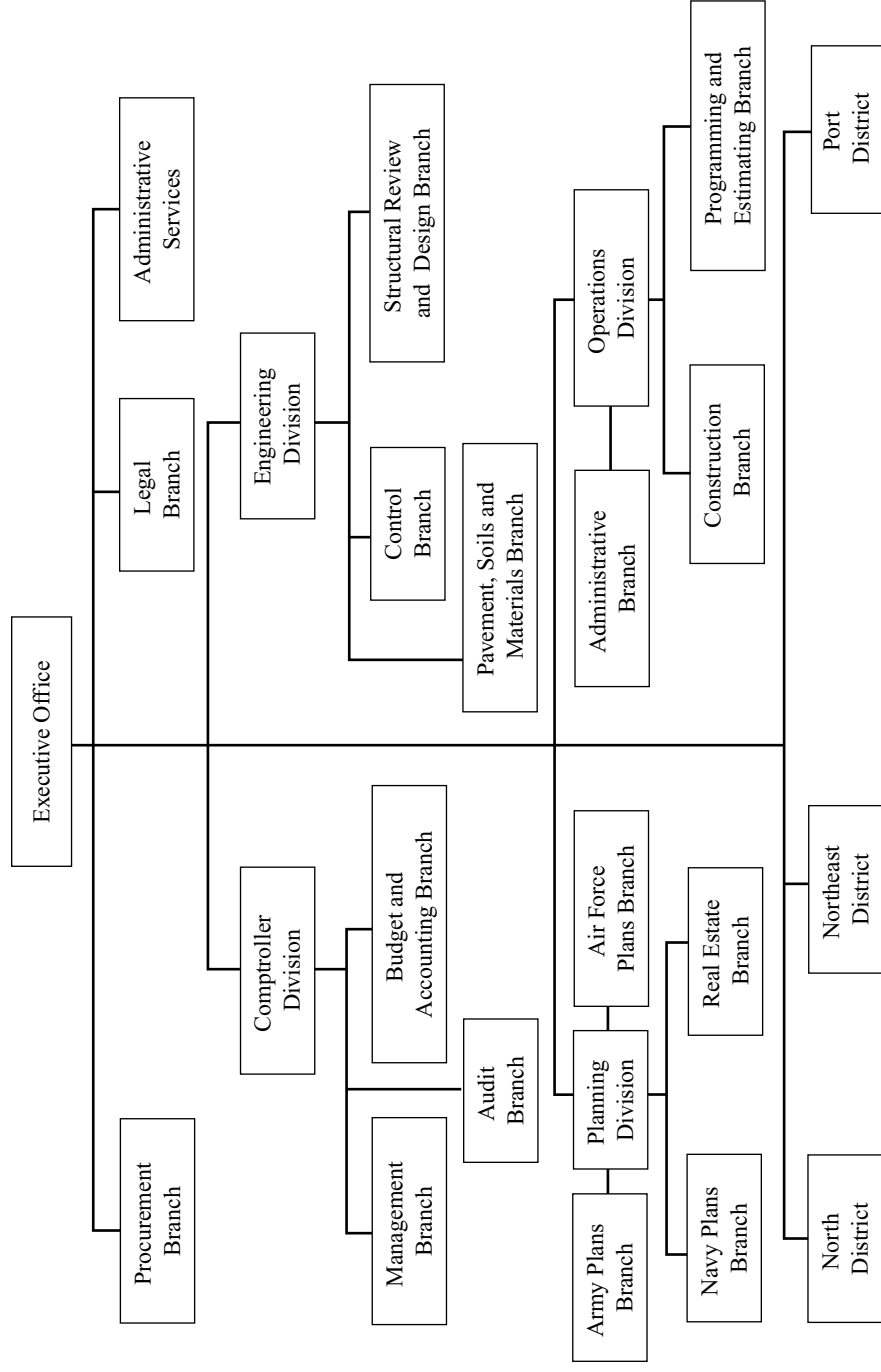 Executive Office
Procurement
Branch
Legal
Branch
Administrative
Services
Comptroller
Division
Engineering
Division
Management
Branch
Budget and
Accounting Branch
Control
Branch
Structural Review
and Design Branch
Audit
Branch
Pavement, Soils and
Materials Branch
Army Plans
Branch
Planning
Division
Air Force
Plans Branch
Administrative
Branch
Operations
Division
Navy Plans
Branch
Real Estate
Branch
Construction
Branch
Programming and
Estimating Branch
North
District
Northeast
District
Port
District